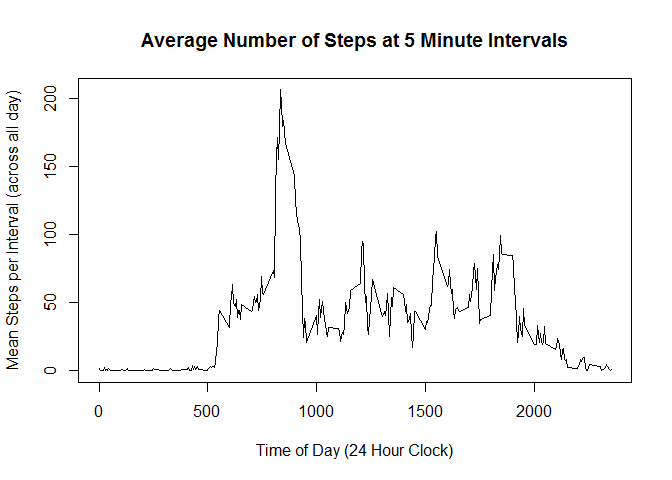 Average Number of Steps at 5 Minute Intervals
Mean Steps per Interval (across all day)
200
150
100
50
0
0 500 1000 1500 2000
Time of Day (24 Hour Clock)